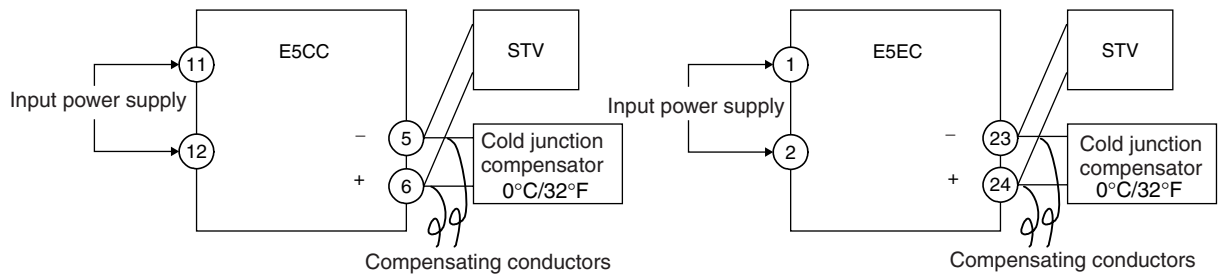 E5CC
STV
11
Input power supply
12
−
5
+
6
Cold junction
compensator
0°C/32°F
Compensating conductors
E5EC
STV
1
Input power supply
2
−
23
+
24
Cold junction
compensator
0°C/32°F
Compensating conductors